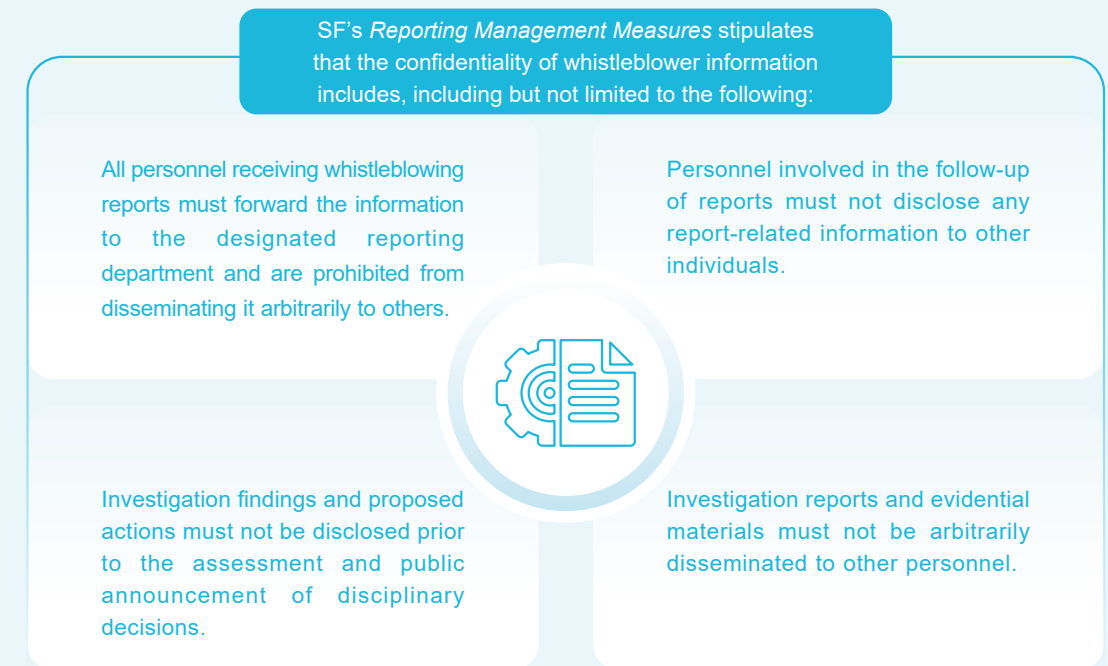 SF’s Reporting Management Measures stipulates
that the confidentiality of whistleblower information
includes, including but not limited to the following:
All personnel receiving whistleblowing
reports must forward the information
to the designated reporting
department and are prohibited from
disseminating it arbitrarily to others.
Personnel involved in the follow-up
of reports must not disclose any
report-related information to other
individuals.
Investigation findings and proposed
actions must not be disclosed prior
to the assessment and public
announcement of disciplinary
decisions.
Investigation reports and evidential
materials must not be arbitrarily
disseminated to other personnel.